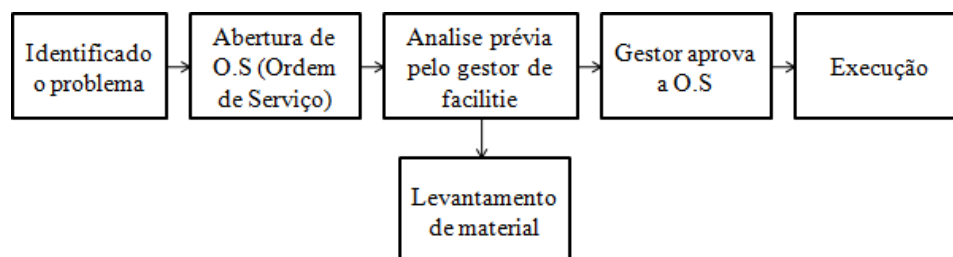 Identificado
o problema
Abertura de
O.S (Ordem
de Serviço)
Analise prévia
pelo gestor de
facilitie
Gestor aprova
a O.S
Execução
Levantamento
de material